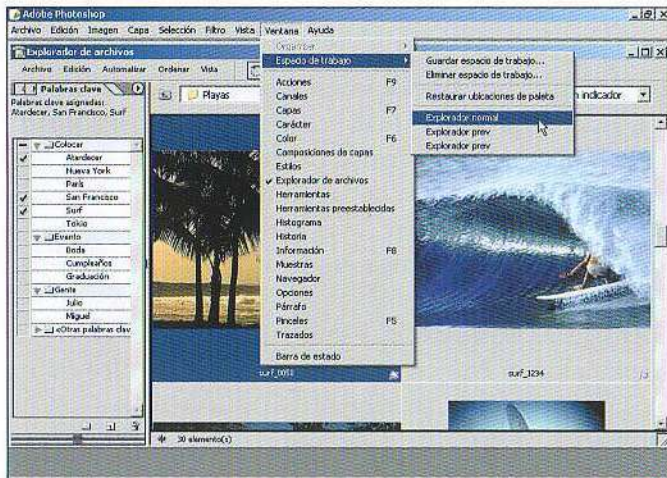 Adobe Photoshop
Archivo Edición Imagen Capa Selección Filtro Vista Ventana Ayuda
Explorador de archivos
Archivo Edición Automatizar Ordenar Vista
Palabras clave
Palabras clave asignadas:
Atardecer, San Francisco, Surf
Colocar
Atardecer
Nueva York
París
San Francisco
Surf
Tokio
Evento
Boda
Cumpleaños
Graduación
Gente
Julio
Miguel
«Otras palabras clav
Playas
n indicador
Organizar
Espacio de trabajo
Acciones F9
Canales
Capas F7
Carácter
Color F6
Composiciones de capas
Estilos
Explorador de archivos
Herramientas
Herramientas preestablecidas
Histograma
Historia
Información F8
Muestras
Navegador
Opciones
Párrafo
Pinceles F5
Trazados
Barra de estado
Guardar espacio de trabajo...
Eliminar espacio de trabajo...
Restaurar ubicaciones de paleta
Explorador normal
Explorador prev
Explorador prev
surf_0052
surf_1234
30 elemento(s)